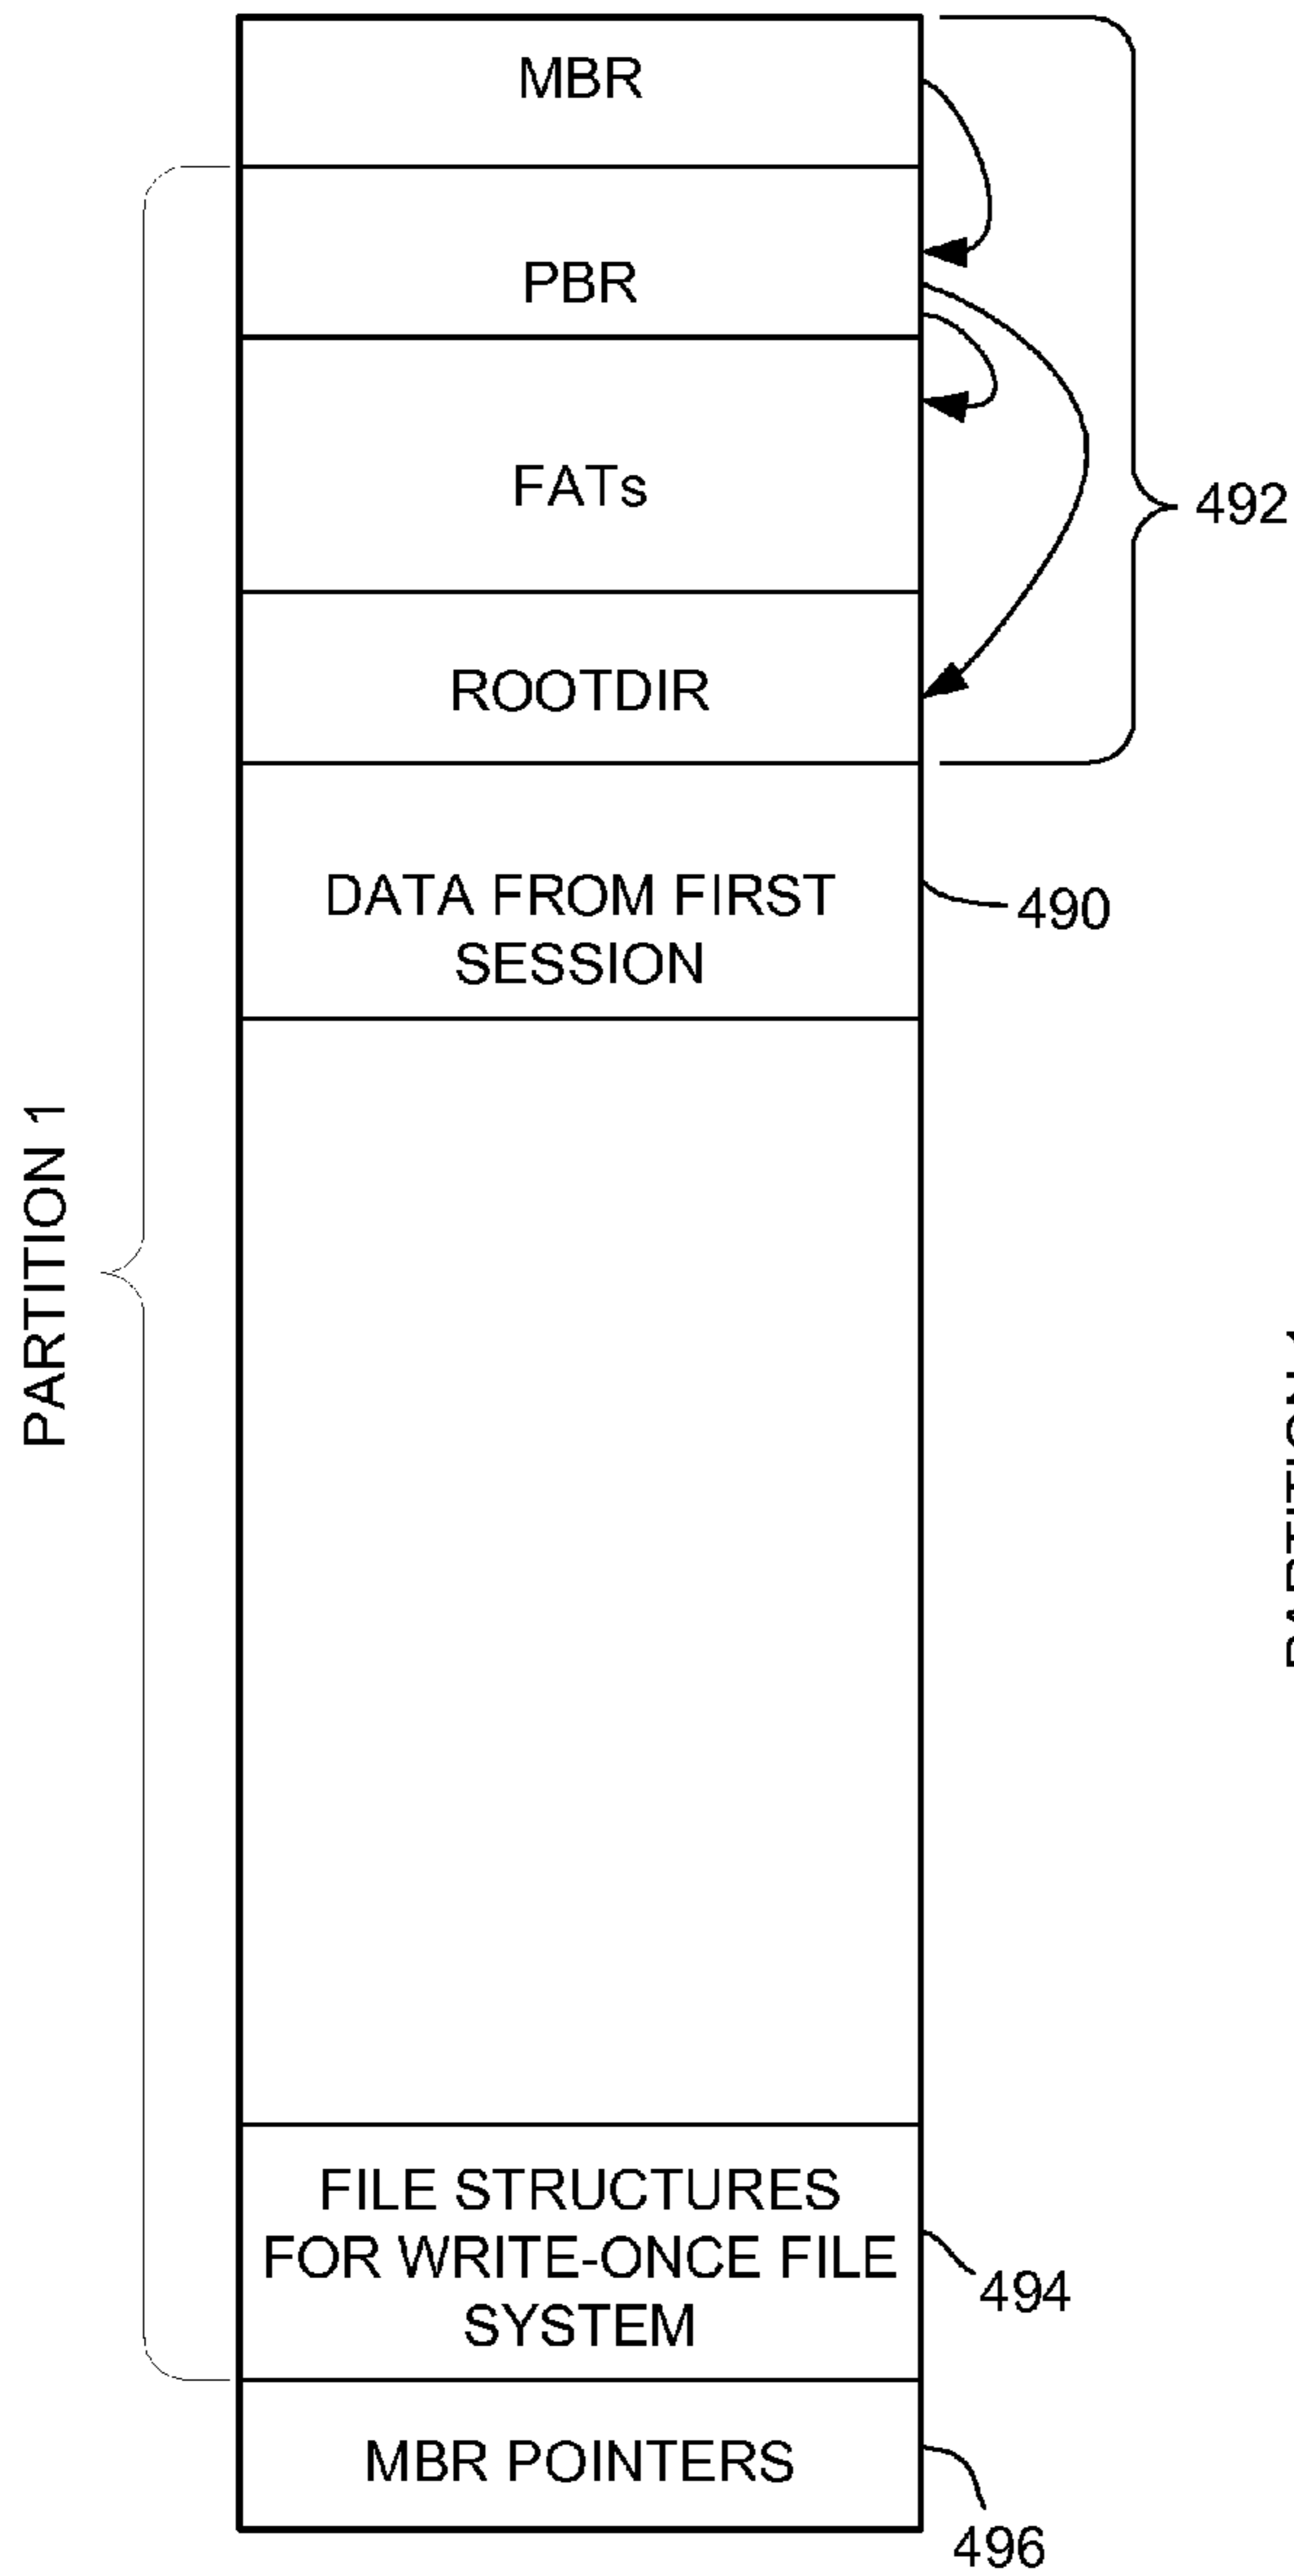 MBR
PBR
FATs
492
ROOTDIR
DATA FROM FIRST
SESSION
490
PARTITION 1
FILE STRUCTURES
FOR WRITE-ONCE FILE
SYSTEM
494
MBR POINTERS
496